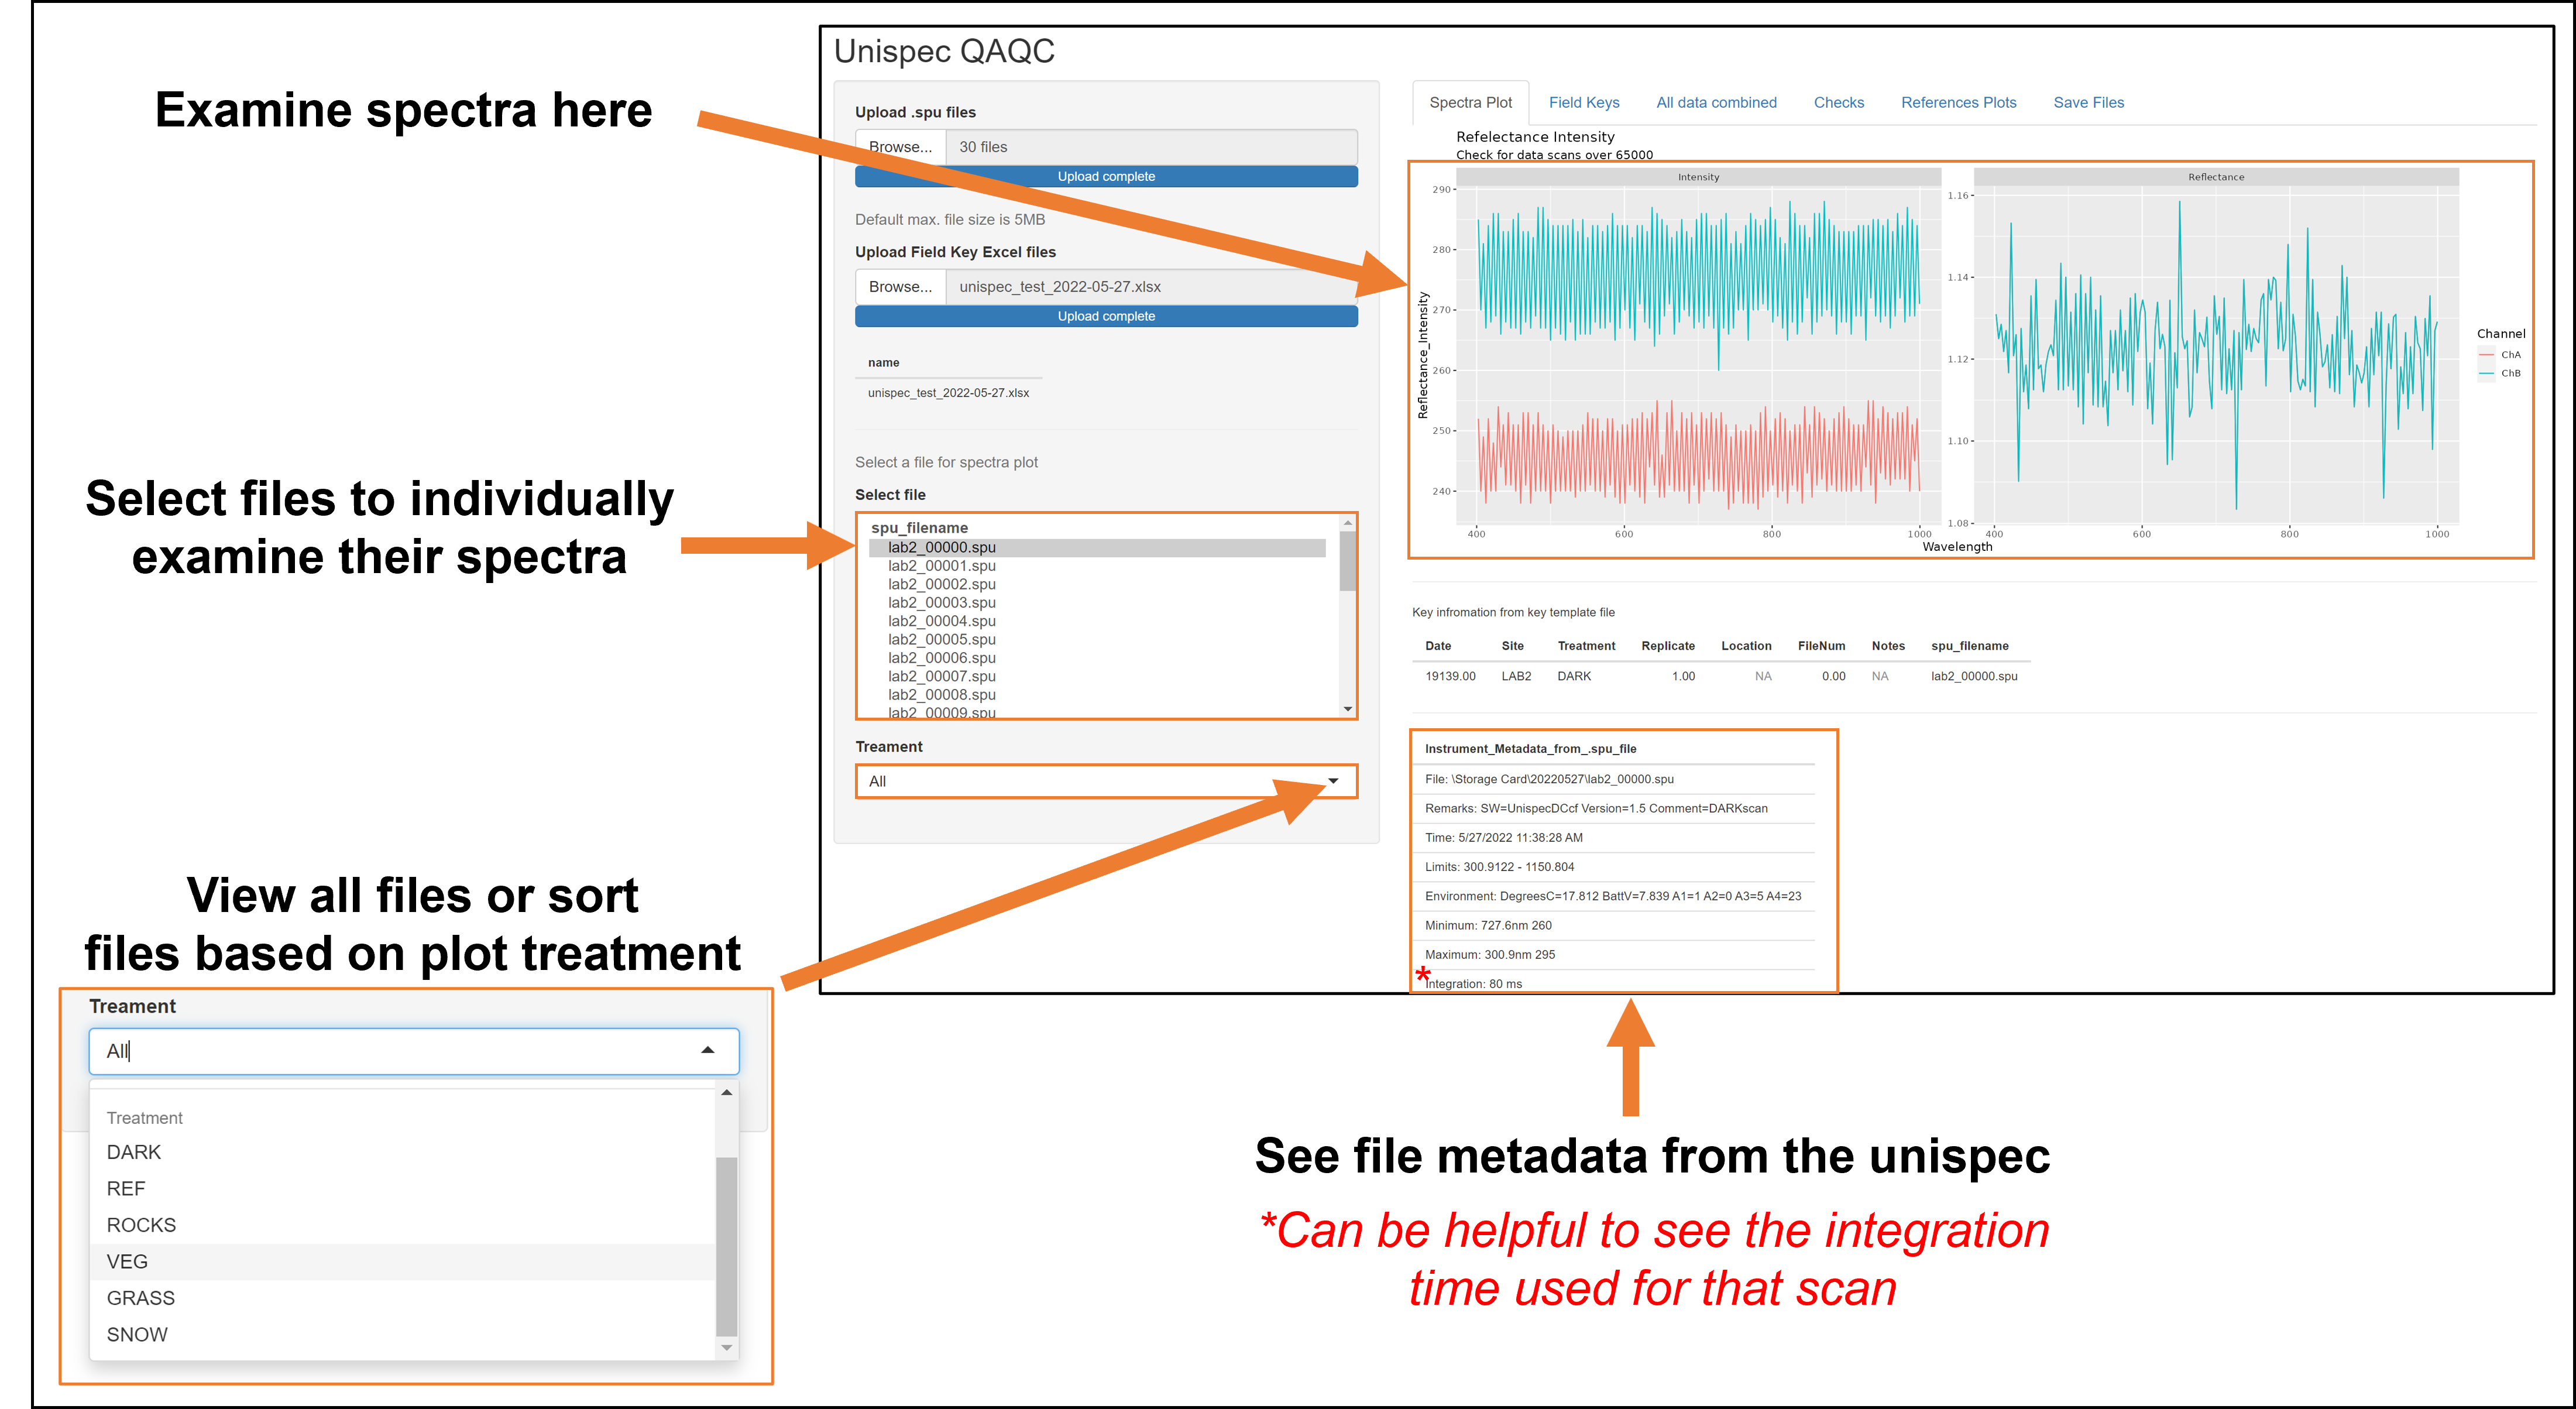 Unispec QAQC
Examine spectra here
Select files to individually
examine their spectra
View all files or sort
files based on plot treatment
Treament
All
Treatment
DARK
REF
ROCKS
VEG
GRASS
SNOW
Upload .spu files
Browse... 30 files
Upload complete
Default max. file size is 5MB
Upload Field Key Excel files
Browse... unispec_test_2022-05-27.xlsx
Upload complete
name
unispec_test_2022-05-27.xlsx
Select a file for spectra plot
Select file
spu_filename
lab2_00000.spu
lab2_00001.spu
lab2_00002.spu
lab2_00003.spu
lab2_00004.spu
lab2_00005.spu
lab2_00006.spu
lab2_00007.spu
lab2_00008.spu
lab2_00009.spu
Treament
All
Spectra Plot Field Keys All data combined Checks References Plots Save Files
Refelectance Intensity
Check for data scans over 65000
Intensity Reflectance
Reflectance_Intensity
290
280
270
260
250
240
400 600 800 1000
1.16
1.14
1.12
1.10
1.08
400 600 800 1000
Wavelength
Channel
ChA
ChB
Key infromation from key template file
Date Site Treatment Replicate Location FileNum Notes spu_filename
19139.00 LAB2 DARK 1.00 NA 0.00 NA lab2_00000.spu
Instrument_Metadata_from_.spu_file
File: \Storage Card\20220527\lab2_00000.spu
Remarks: SW=UnispecDCcf Version=1.5 Comment=DARKscan
Time: 5/27/2022 11:38:28 AM
Limits: 300.9122 - 1150.804
Environment: DegreesC=17.812 BattV=7.839 A1=1 A2=0 A3=5 A4=23
Minimum: 727.6nm 260
Maximum: 300.9nm 295
*
Integration: 80 ms
See file metadata from the unispec
*Can be helpful to see the integration
time used for that scan